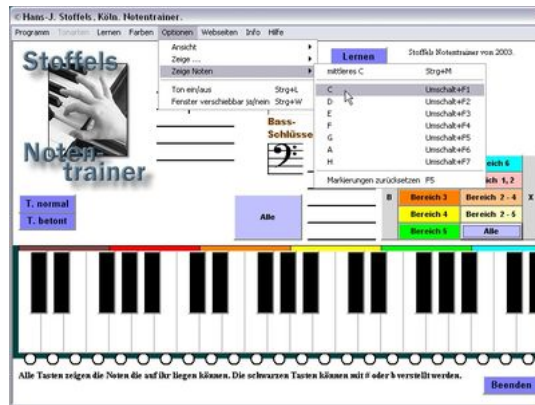 © Hans-J. Stoffels, Köln. Notentrainer.
Programm Tonarten Lernen Farben Optionen Webseiten Info Hilfe
Stoffels
Noten-
trainer
Ansicht
Zeige ...
Zeige Noten
Ton ein/aus Strg+L
Fenster verschiebbar ja/nein Strg+W
Lernen
Stoffels Notentrainer von 2003.
mittleres C Strg+M
C Umschalt+F1
D Umschalt+F2
E Umschalt+F3
F Umschalt+F4
G Umschalt+F5
A Umschalt+F6
H Umschalt+F7
Markierungen zurücksetzen F5
Bass-
Schlüsse
eich 6
ich 1, 2
B Bereich 3 Bereich 2 - 4 X
Bereich 4 Bereich 2 - 5
Bereich 5 Alle
T. normal
T. betont
Alle
Alle Tasten zeigen die Noten die auf ihr liegen können. Die schwarzen Tasten können mit # oder b verstellt werden.
Beenden